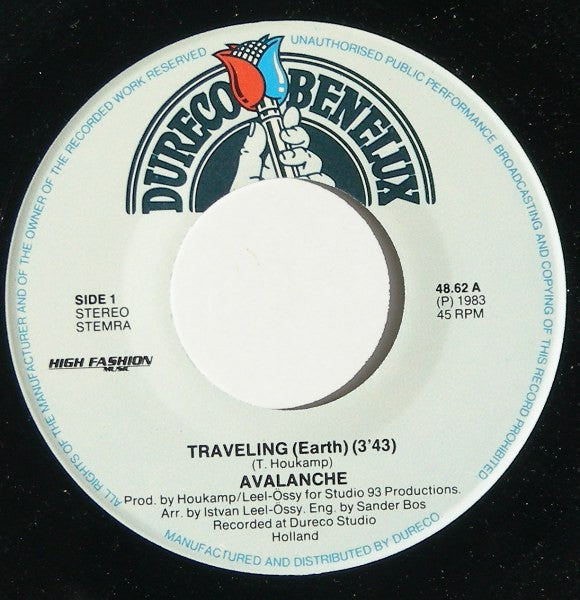 ALL RIGHTS OF THE MANUFACTURER AND OF THE OWNER OF THE RECORDED WORK RESERVED
UNAUTHORISED PUBLIC PERFORMANCE BROADCASTING AND COPYING OF THIS RECORD PROHIBITED
DURECO BENELUX
SIDE 1
STEREO
STEMRA
48.62 A
(P) 1983
45 RPM
HIGH FASHION
MUSIC
TRAVELING (Earth) (3'43)
(T. Houkamp)
AVALANCHE
Prod. by Houkamp/Leel-Össy for Studio 93 Productions.
Arr. by Istvan Leel-Össy. Eng. by Sander Bos
Recorded at Dureco Studio
Holland
MANUFACTURED AND DISTRIBUTED BY DURECO